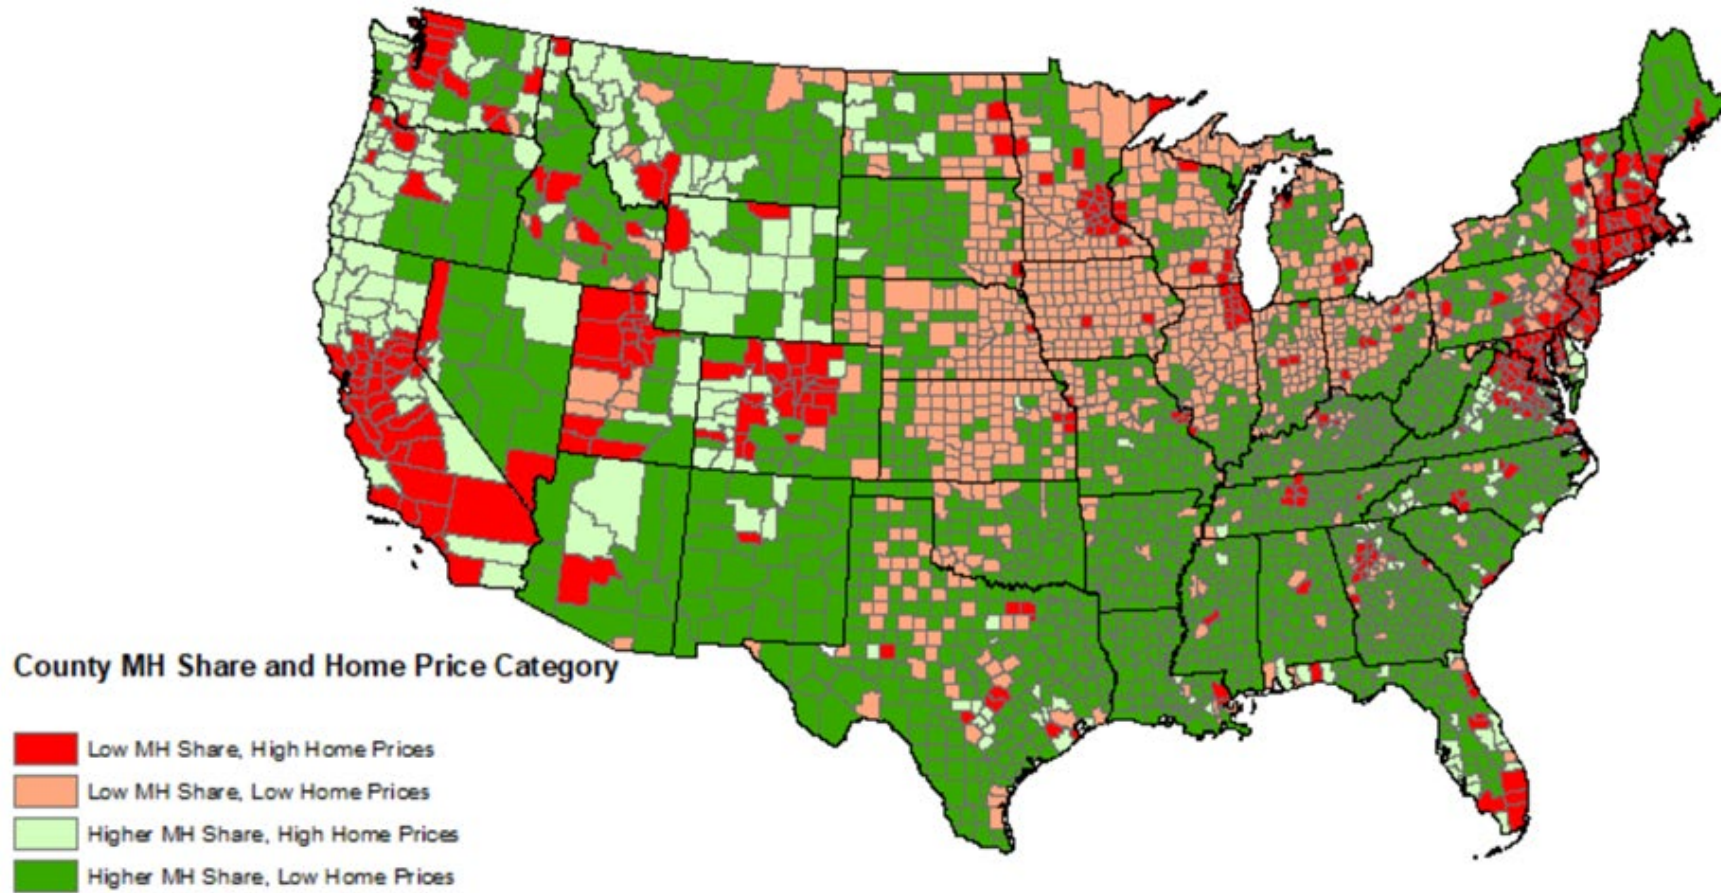 County MH Share and Home Price Category
Low MH Share, High Home Prices
Low MH Share, Low Home Prices
Higher MH Share, High Home Prices
Higher MH Share, Low Home Prices